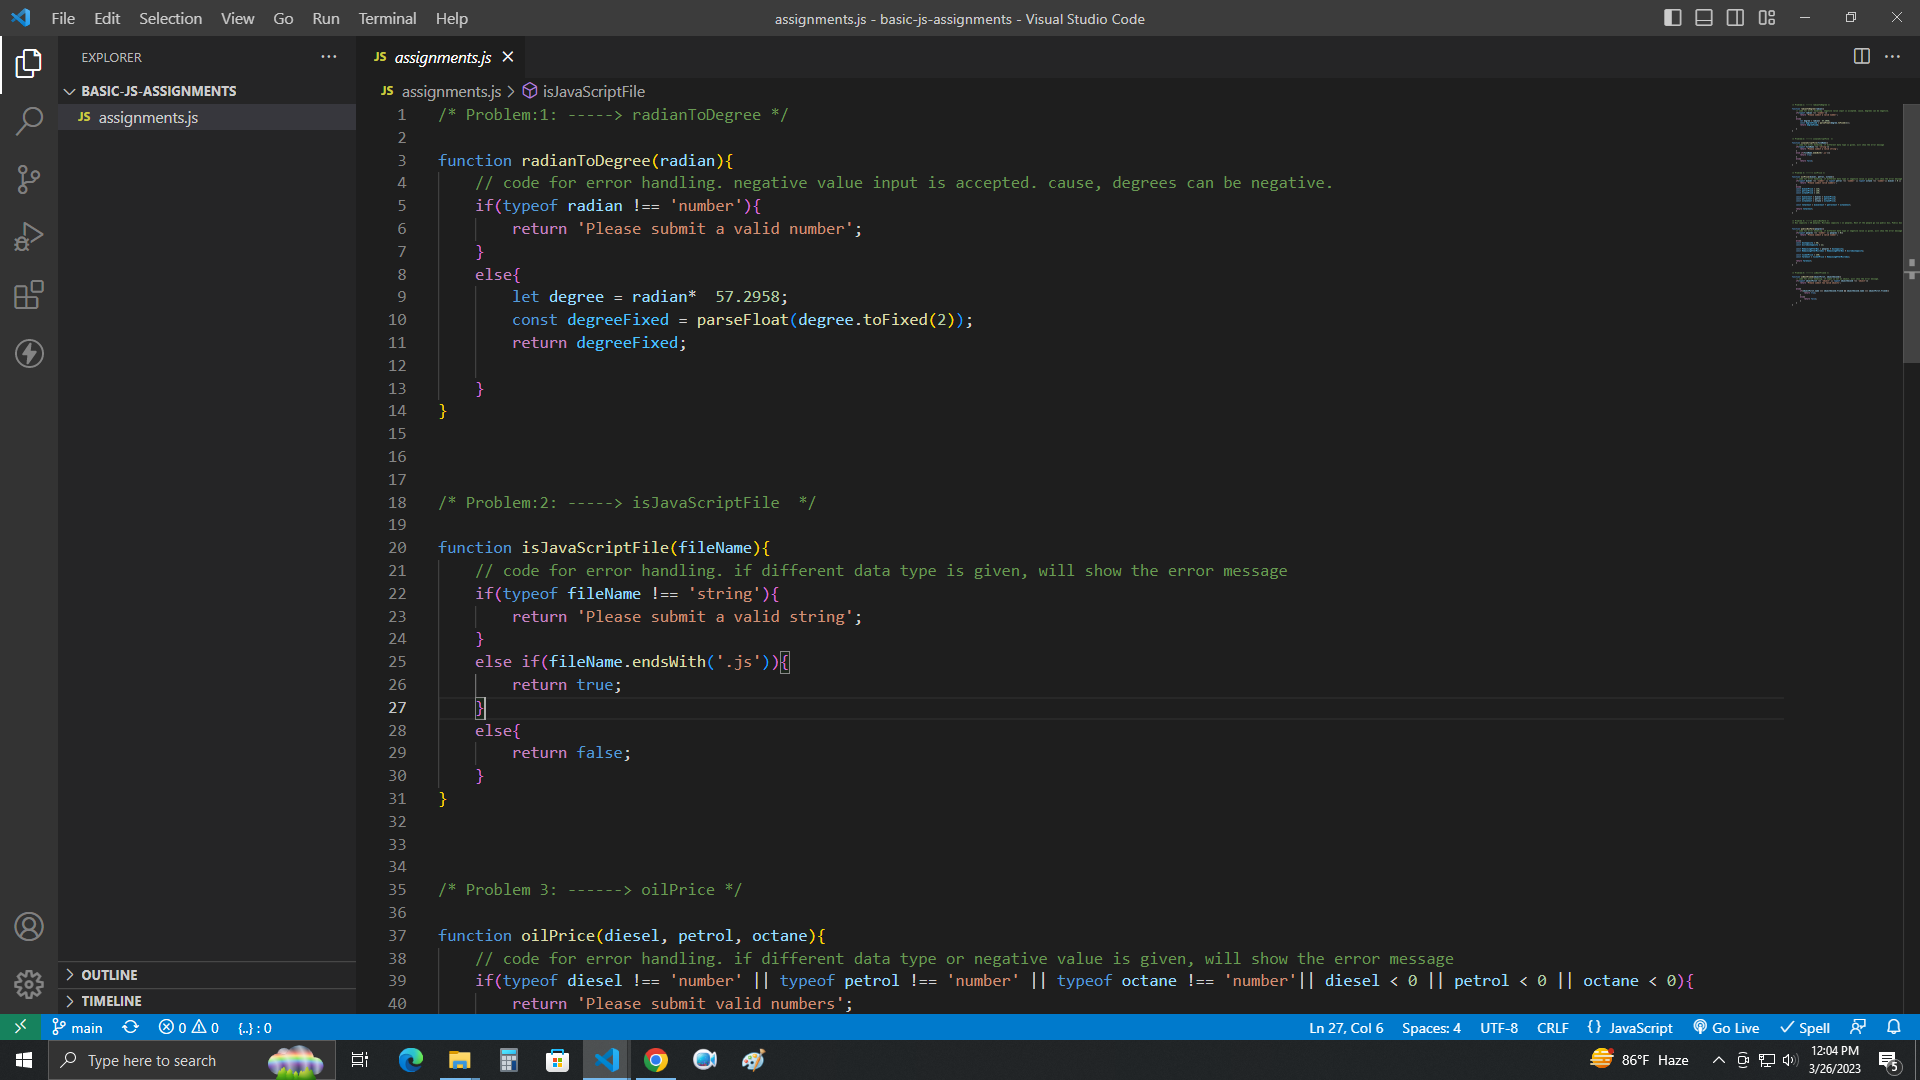 File Edit Selection View Go Run Terminal Help
assignments.js - basic-js-assignments - Visual Studio Code
EXPLORER
BASIC-JS-ASSIGNMENTS
JS assignments.js
JS assignments.js
JS assignments.js > isJavaScriptFile
1 /* Problem:1: -----> radianToDegree */
2
3 function radianToDegree(radian){
4 // code for error handling. negative value input is accepted. cause, degrees can be negative.
5 if(typeof radian !== 'number'){
6 return 'Please submit a valid number';
7 }
8 else{
9 let degree = radian*  57.2958;
10 const degreeFixed = parseFloat(degree.toFixed(2));
11 return degreeFixed;
12
13 }
14 }
15
16
17
18 /* Problem:2: -----> isJavaScriptFile  */
19
20 function isJavaScriptFile(fileName){
21 // code for error handling. if different data type is given, will show the error message
22 if(typeof fileName !== 'string'){
23 return 'Please submit a valid string';
24 }
25 else if(fileName.endsWith('.js')){
26 return true;
27 }
28 else{
29 return false;
30 }
31 }
32
33
34
35 /* Problem 3: ------> oilPrice */
36
37 function oilPrice(diesel, petrol, octane){
38 // code for error handling. if different data type or negative value is given, will show the error message
39 if(typeof diesel !== 'number' || typeof petrol !== 'number' || typeof octane !== 'number'|| diesel < 0 || petrol < 0 || octane < 0){
40 return 'Please submit valid numbers';
OUTLINE
TIMELINE
main 0 0 {..} : 0
Ln 27, Col 6 Spaces: 4 UTF-8 CRLF {} JavaScript Go Live Spell
Type here to search
86°F Haze
12:04 PM
3/26/2023
5